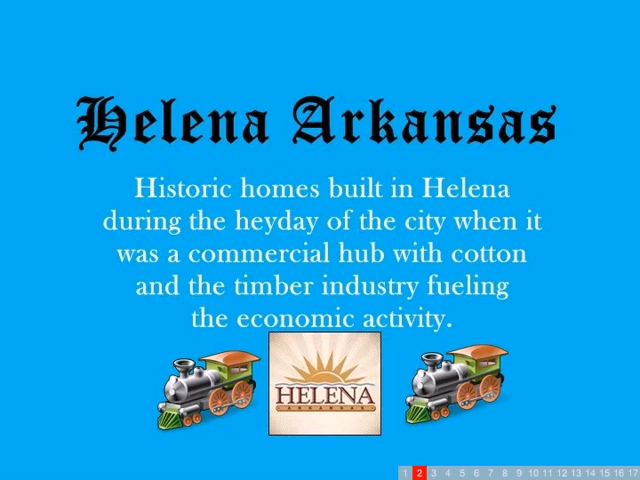 Helena Arkansas
Historic homes built in Helena
during the heyday of the city when it
was a commercial hub with cotton
and the timber industry fueling
the economic activity.
HELENA
ARKANSAS
1 2 3 4 5 6 7 8 9 10 11 12 13 14 15 16 17